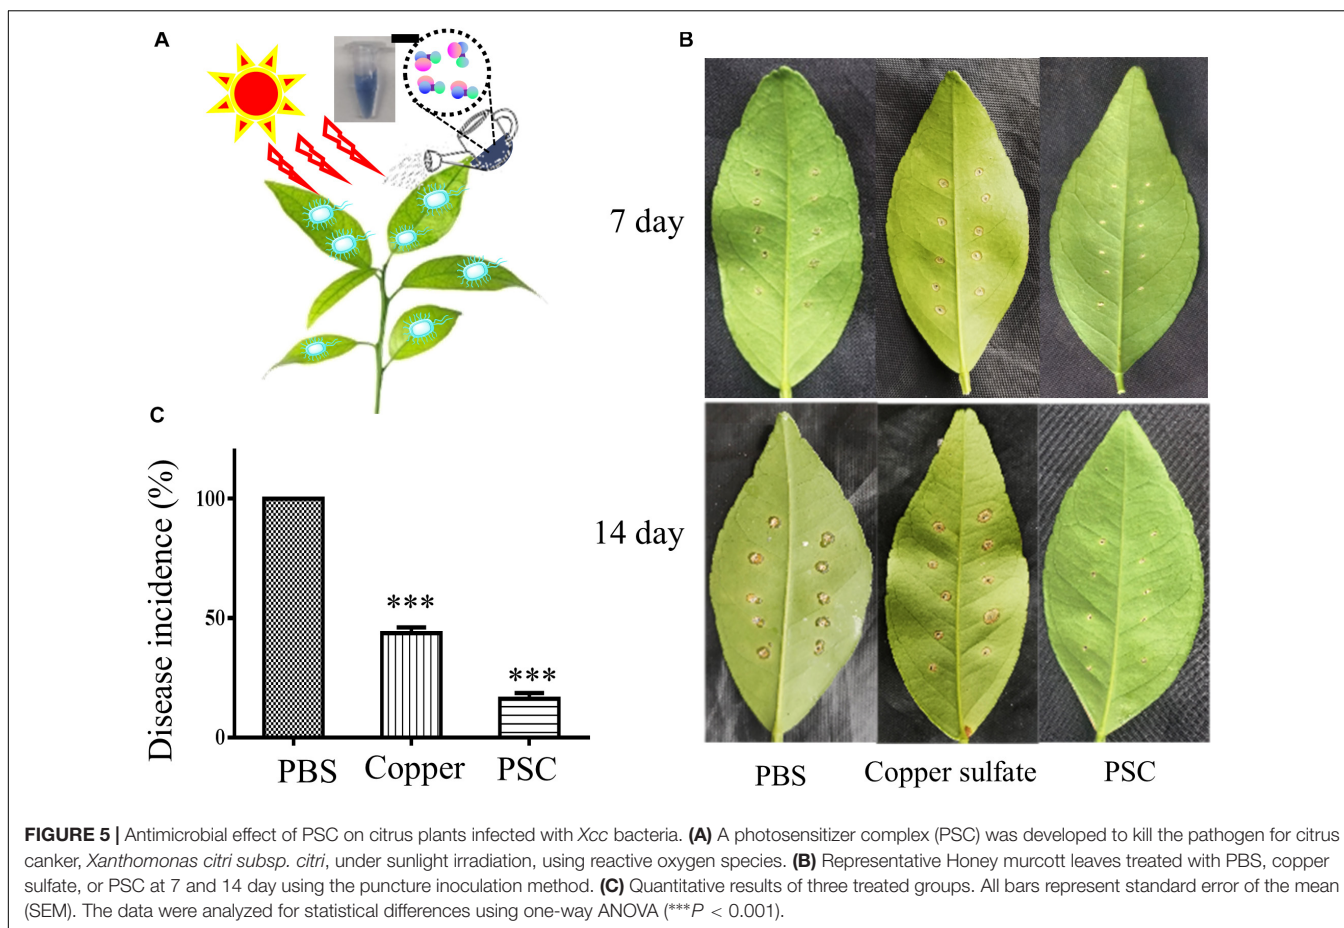 A
B
7 day
14 day
PBS
Copper sulfate
PSC
C
Disease incidence (%)
100
50
0
***
***
PBS
Copper
PSC
FIGURE 5 | Antimicrobial effect of PSC on citrus plants infected with Xcc bacteria. (A) A photosensitizer complex (PSC) was developed to kill the pathogen for citrus
canker, Xanthomonas citri subsp. citri, under sunlight irradiation, using reactive oxygen species. (B) Representative Honey murcott leaves treated with PBS, copper
sulfate, or PSC at 7 and 14 day using the puncture inoculation method. (C) Quantitative results of three treated groups. All bars represent standard error of the mean
(SEM). The data were analyzed for statistical differences using one-way ANOVA (***P < 0.001).